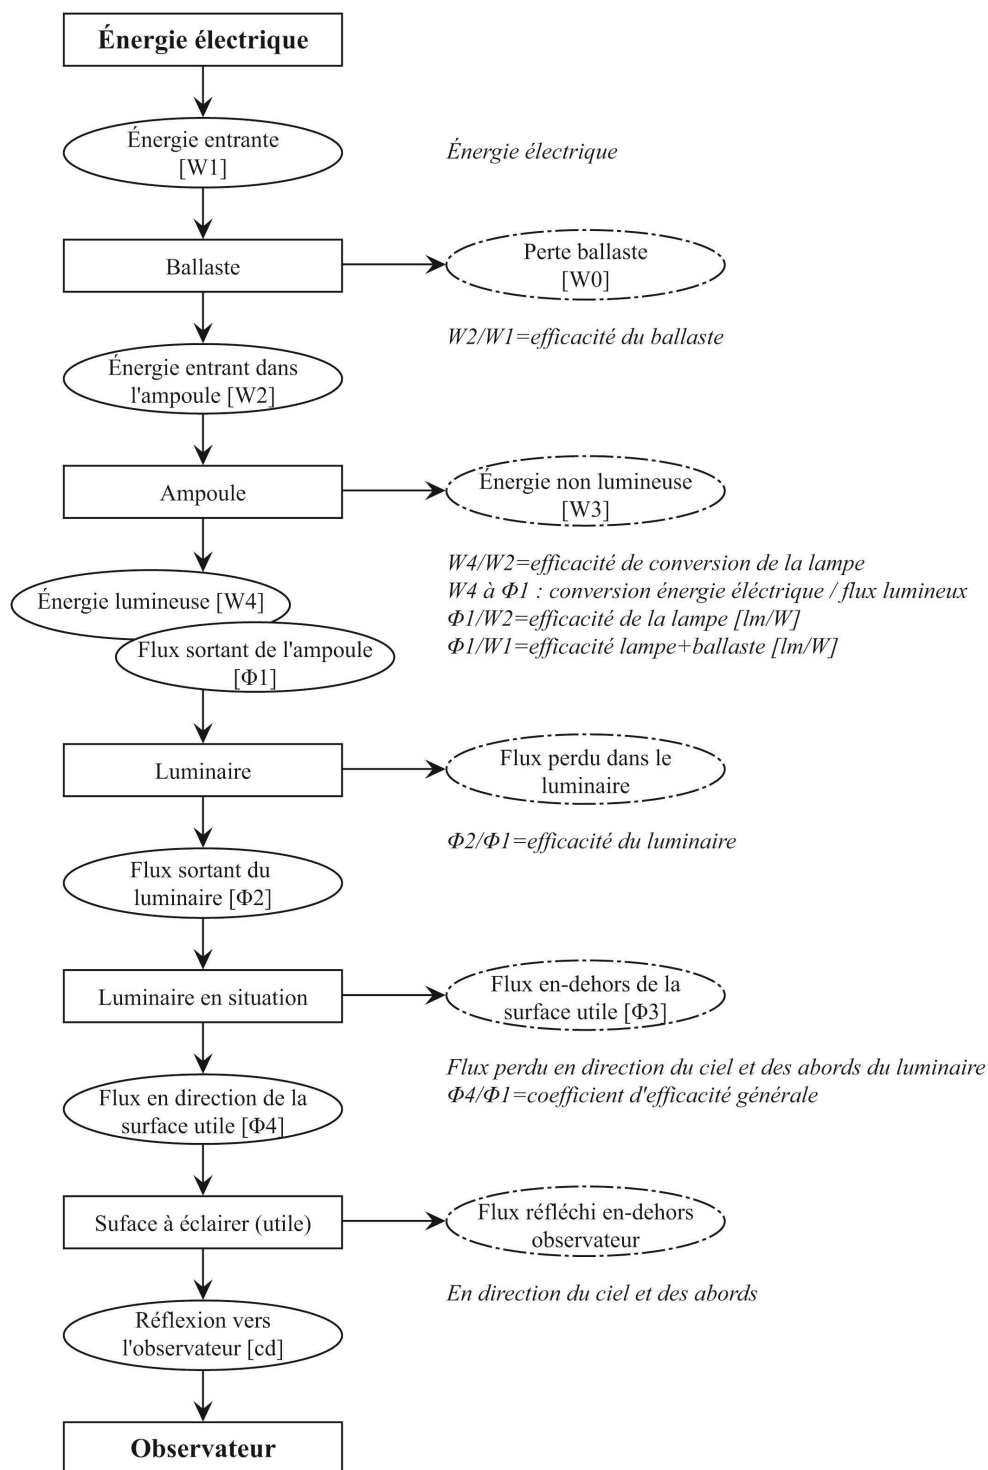 Énergie électrique
Énergie entrante
[W1]
Énergie électrique
Ballaste
Perte ballaste
[W0]
W2/W1=efficacité du ballaste
Énergie entrant dans
l'ampoule [W2]
Ampoule
Énergie non lumineuse
[W3]
W4/W2=efficacité de conversion de la lampe
W4 à Φ1 : conversion énergie éléctrique / flux lumineux
Φ1/W2=efficacité de la lampe [lm/W]
Φ1/W1=efficacité lampe+ballaste [lm/W]
Énergie lumineuse [W4]
Flux sortant de l'ampoule
[Φ1]
Luminaire
Flux perdu dans le
luminaire
Φ2/Φ1=efficacité du luminaire
Flux sortant du
luminaire [Φ2]
Luminaire en situation
Flux en-dehors de la
surface utile [Φ3]
Flux perdu en direction du ciel et des abords du luminaire
Φ4/Φ1=coefficient d'efficacité générale
Flux en direction de la
surface utile [Φ4]
Suface à éclairer (utile)
Flux réfléchi en-dehors
observateur
En direction du ciel et des abords
Réflexion vers
l'observateur [cd]
Observateur